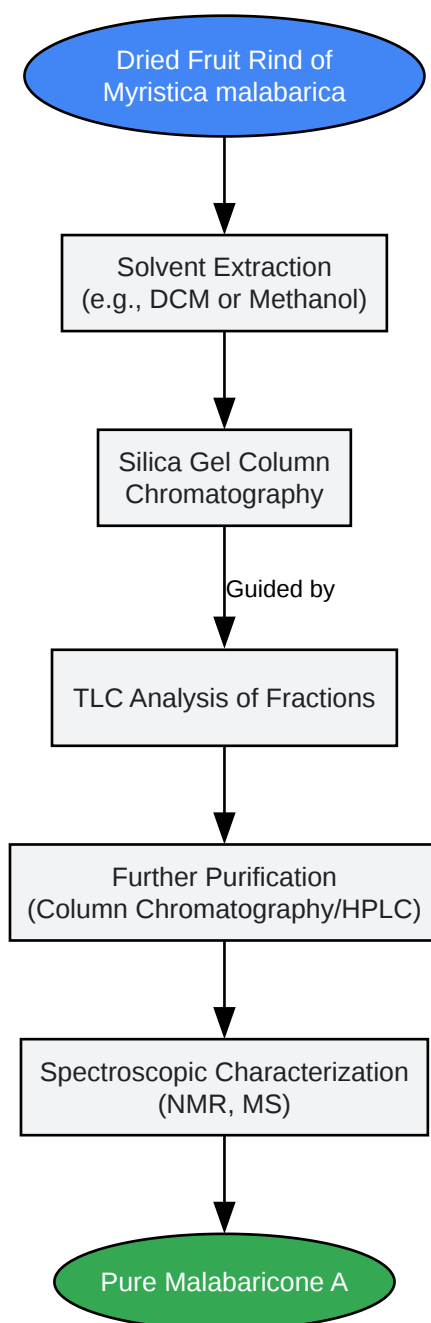 Dried Fruit Rind of
Myristica malabarica
Solvent Extraction
(e.g., DCM or Methanol)
Silica Gel Column
Chromatography
Guided by
TLC Analysis of Fractions
Further Purification
(Column Chromatography/HPLC)
Spectroscopic Characterization
(NMR, MS)
Pure Malabaricone A